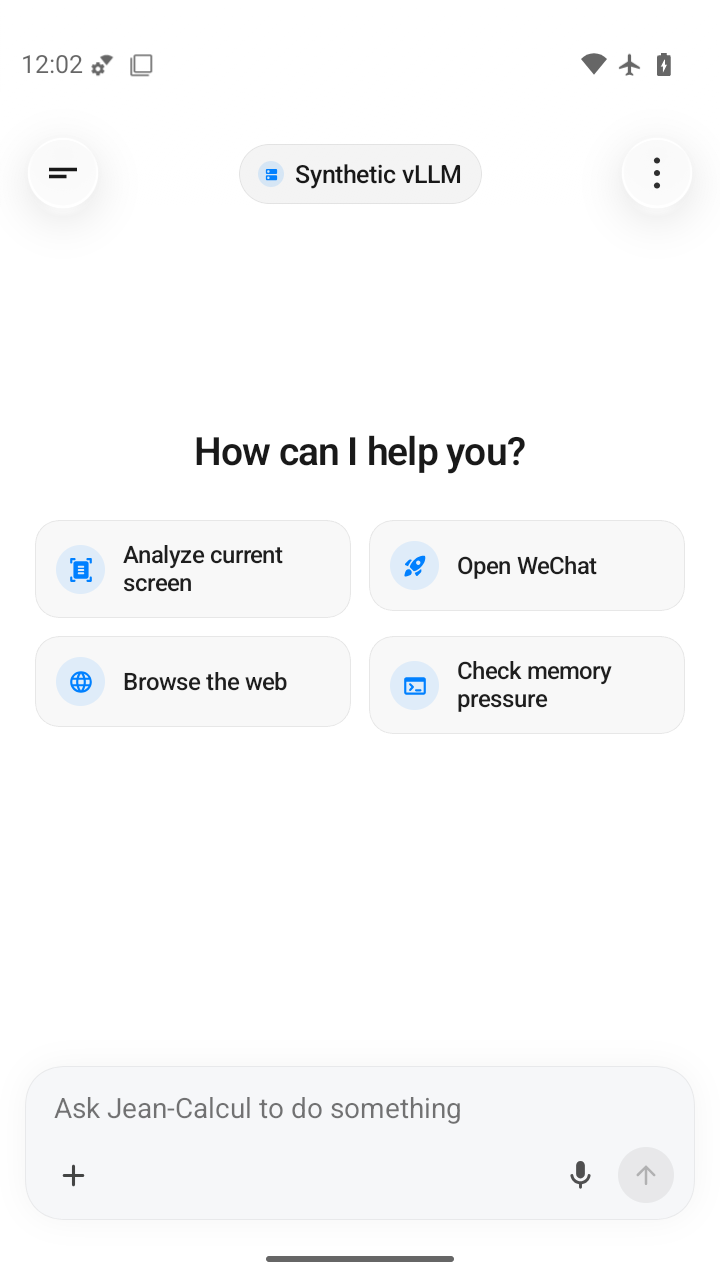 12:02
Synthetic vLLM
How can I help you?
Analyze current
screen
Open WeChat
Browse the web
Check memory
pressure
Ask Jean-Calcul to do something